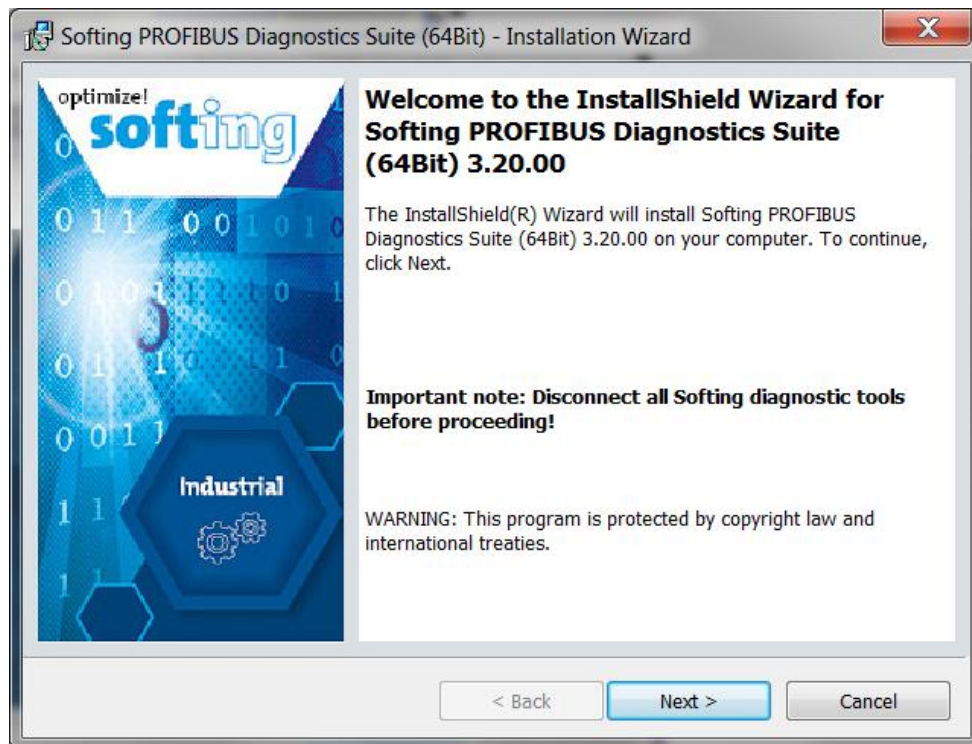 Softing PROFIBUS Diagnostics Suite (64Bit) - Installation Wizard
X
optimize!
softing
Welcome to the InstallShield Wizard for
Softing PROFIBUS Diagnostics Suite
(64Bit) 3.20.00
The InstallShield(R) Wizard will install Softing PROFIBUS
Diagnostics Suite (64Bit) 3.20.00 on your computer. To continue,
click Next.
Important note: Disconnect all Softing diagnostic tools
before proceeding!
Industrial
WARNING: This program is protected by copyright law and
international treaties.
< Back
Next >
Cancel